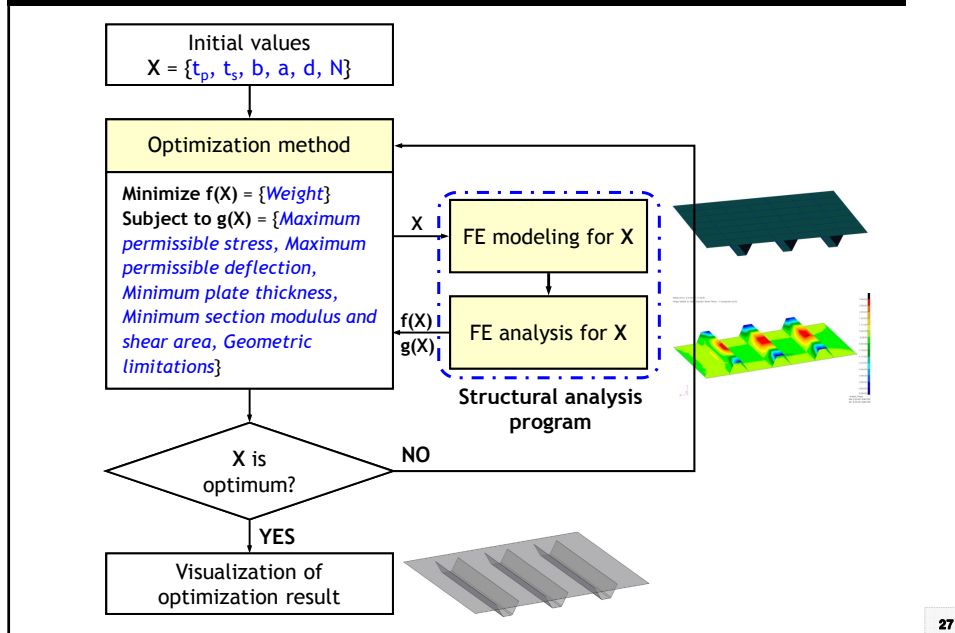 Initial values
X = {tp, ts, b, a, d, N}
Optimization method
Minimize f(X) = {Weight}
Subject to g(X) = {Maximum
permissible stress, Maximum
permissible deflection,
Minimum plate thickness,
Minimum section modulus and
shear area, Geometric
limitations}
X
FE modeling for X
f(X)
g(X)
FE analysis for X
Structural analysis
program
X is
optimum?
NO
YES
Visualization of
optimization result
27